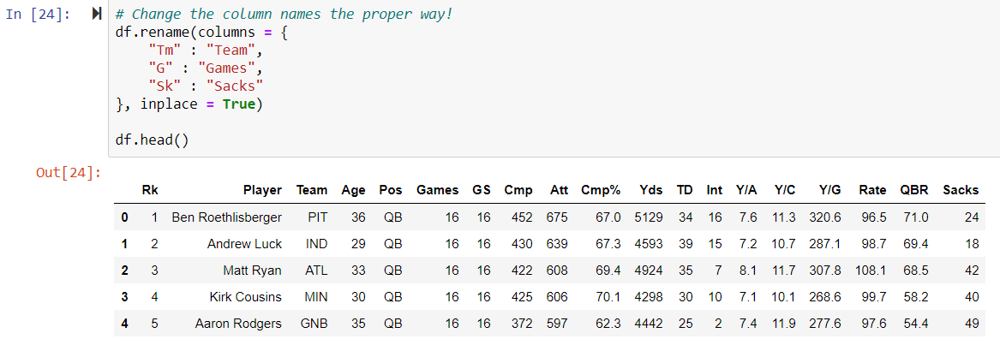 In [24]: # Change the column names the proper way!
df.rename(columns = {
"Tm" : "Team",
"G" : "Games",
"Sk" : "Sacks"
}, inplace = True)
df.head()
Out[24]:
Rk Player Team Age Pos Games GS Cmp Att Cmp% Yds TD Int Y/A Y/C Y/G Rate QBR Sacks
0 1 Ben Roethlisberger PIT 36 QB 16 16 452 675 67.0 5129 34 16 7.6 11.3 320.6 96.5 71.0 24
1 2 Andrew Luck IND 29 QB 16 16 430 639 67.3 4593 39 15 7.2 10.7 287.1 98.7 69.4 18
2 3 Matt Ryan ATL 33 QB 16 16 422 608 69.4 4924 35 7 8.1 11.7 307.8 108.1 68.5 42
3 4 Kirk Cousins MIN 30 QB 16 16 425 606 70.1 4298 30 10 7.1 10.1 268.6 99.7 58.2 40
4 5 Aaron Rodgers GNB 35 QB 16 16 372 597 62.3 4442 25 2 7.4 11.9 277.6 97.6 54.4 49